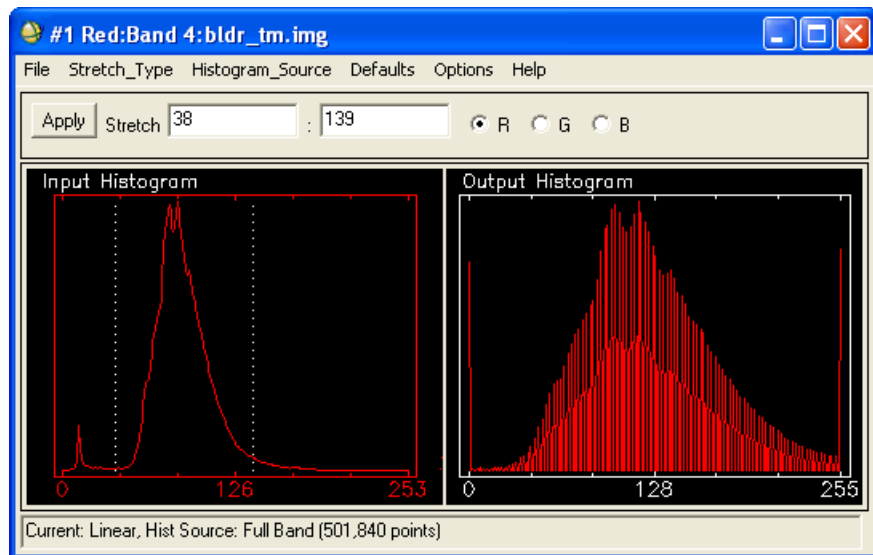 #1 Red:Band 4:bldr_tm.img
File Stretch_Type Histogram_Source Defaults Options Help
Apply Stretch 38 : 139 R G B
Input Histogram Output Histogram
0 126 253 0 128 255
Current: Linear, Hist Source: Full Band (501,840 points)